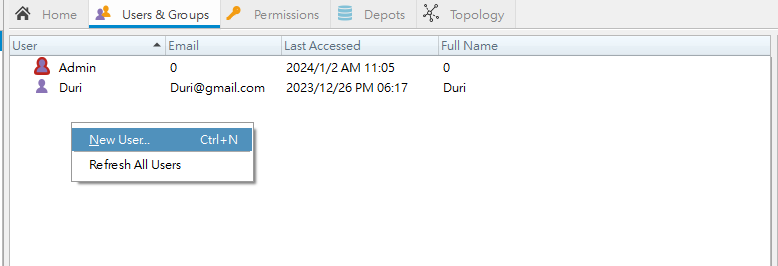 Home Users & Groups Permissions Depots Topology
User Email Last Accessed Full Name
Admin 0 2024/1/2 AM 11:05 0
Duri Duri@gmail.com 2023/12/26 PM 06:17 Duri
New User... Ctrl+N
Refresh All Users